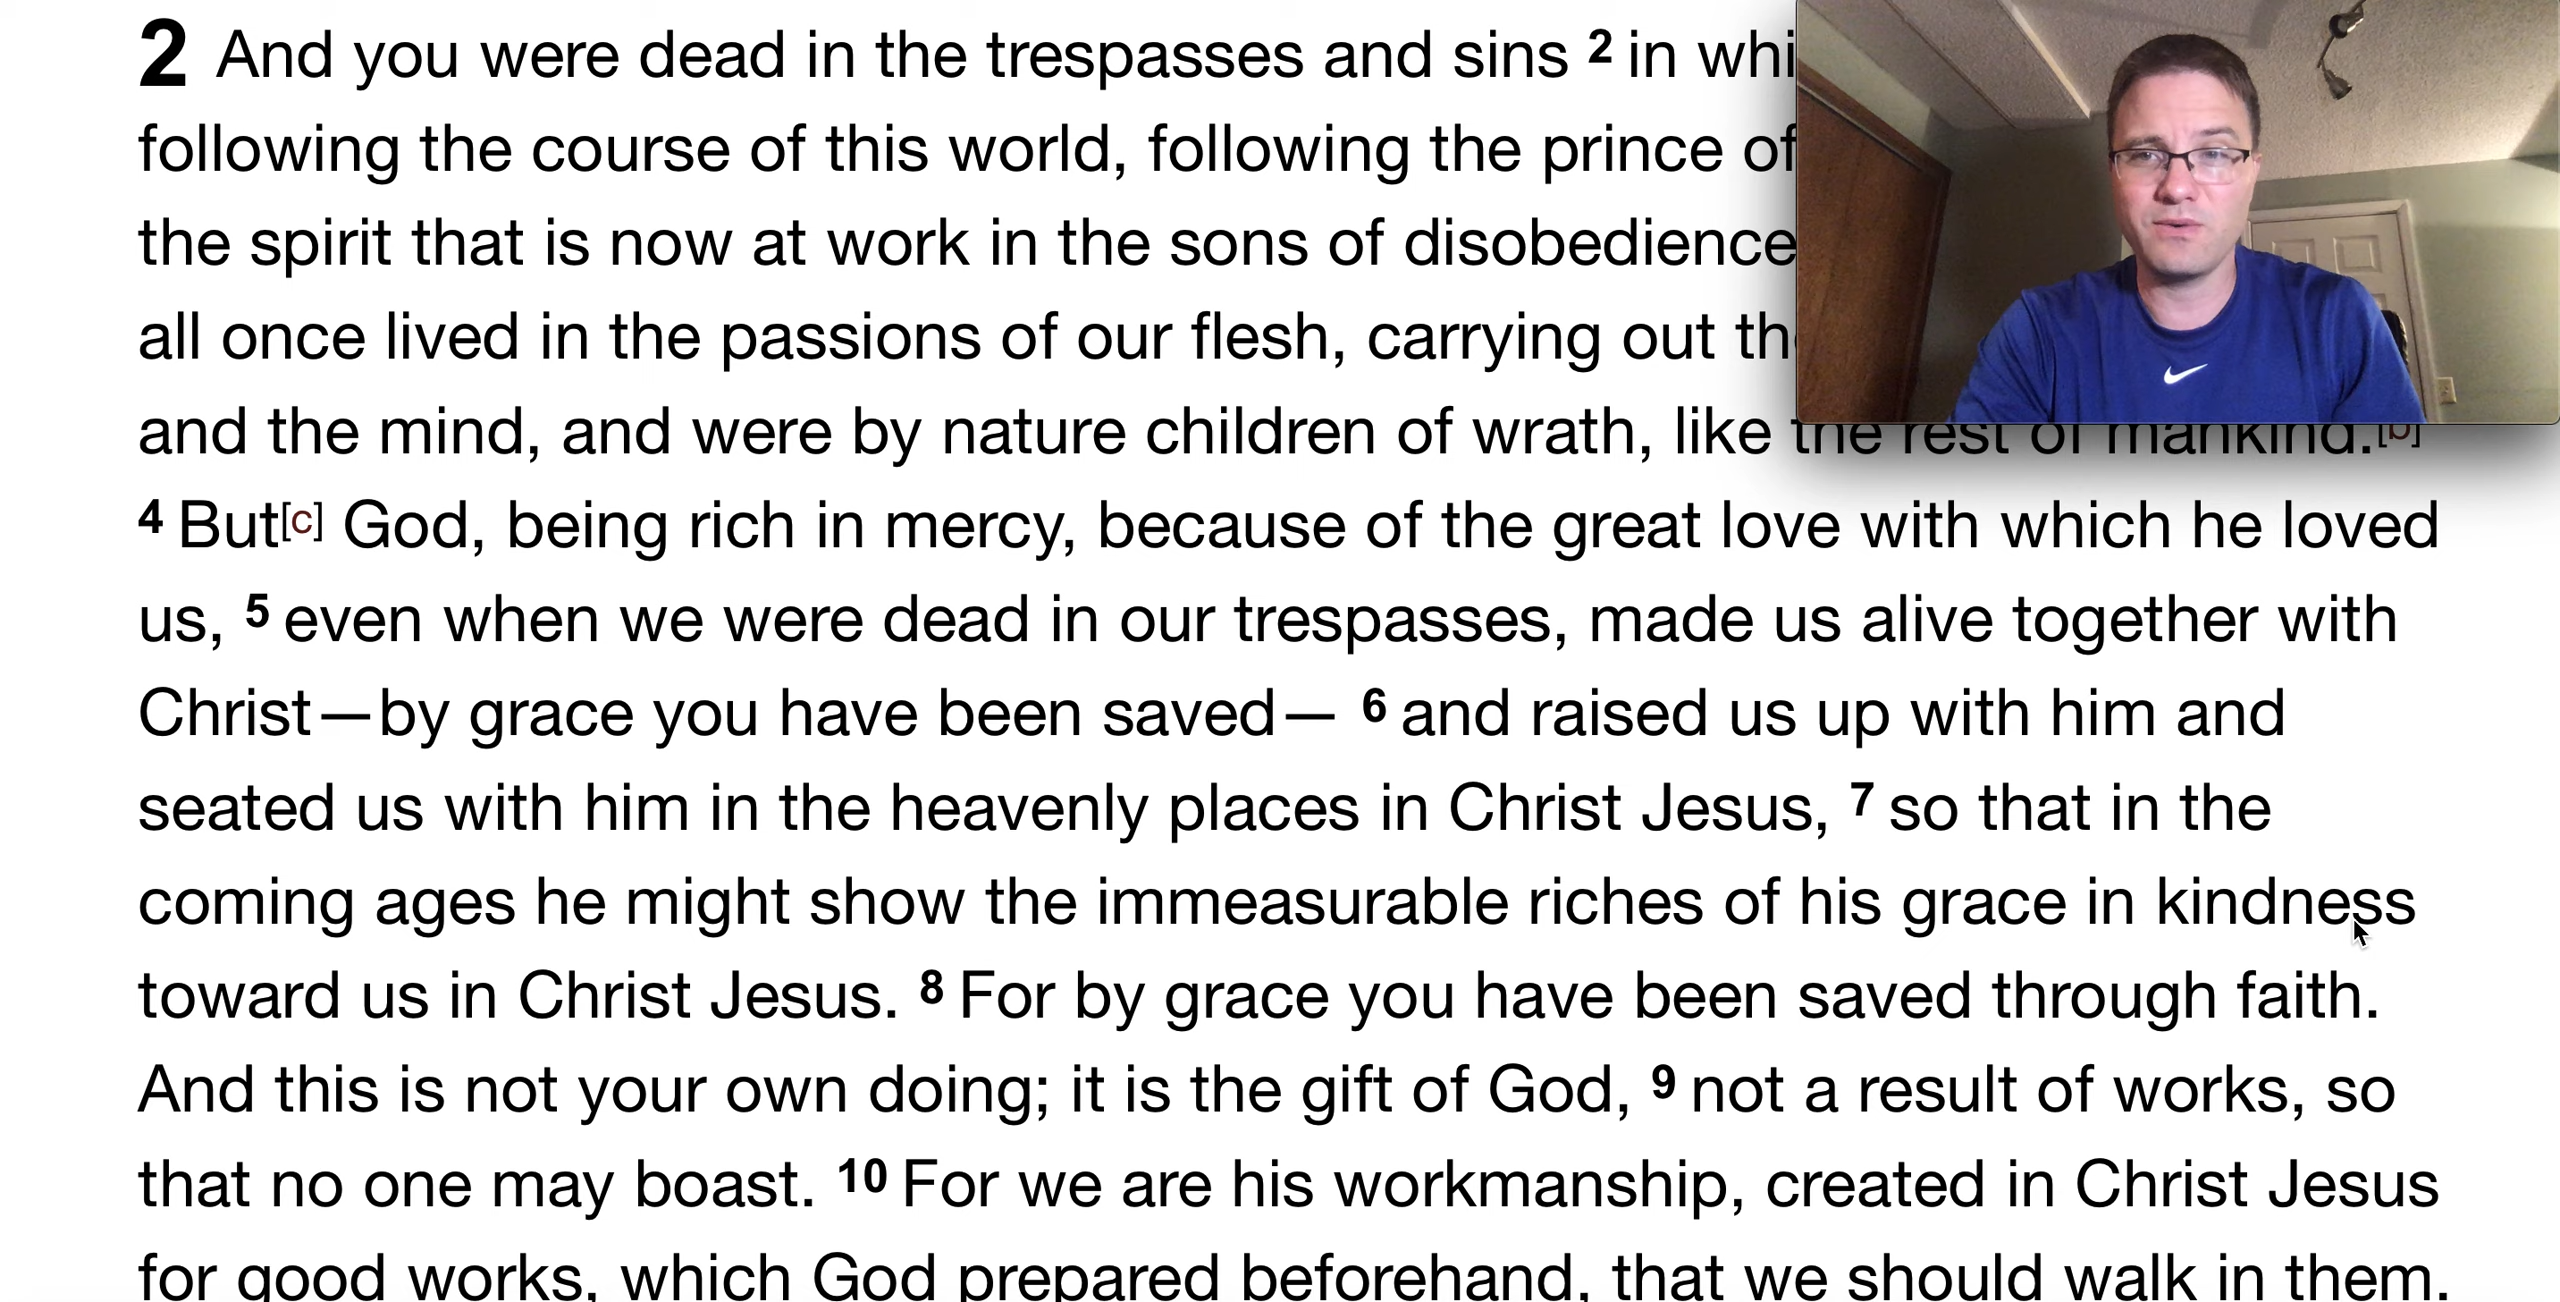 2 And you were dead in the trespasses and sins 2 in
following the course of this world, following the prince of
the spirit that is now at work in the sons of disobedience
all once lived in the passions of our flesh, carrying out
and the mind, and were by nature children of wrath, like the rest of mankind.[b]
4 But[c] God, being rich in mercy, because of the great love with which he loved
us, 5 even when we were dead in our trespasses, made us alive together with
Christ—by grace you have been saved— 6 and raised us up with him and
seated us with him in the heavenly places in Christ Jesus, 7 so that in the
coming ages he might show the immeasurable riches of his grace in kindness
toward us in Christ Jesus. 8 For by grace you have been saved through faith.
And this is not your own doing; it is the gift of God, 9 not a result of works, so
that no one may boast. 10 For we are his workmanship, created in Christ Jesus
for good works, which God prepared beforehand, that we should walk in them.